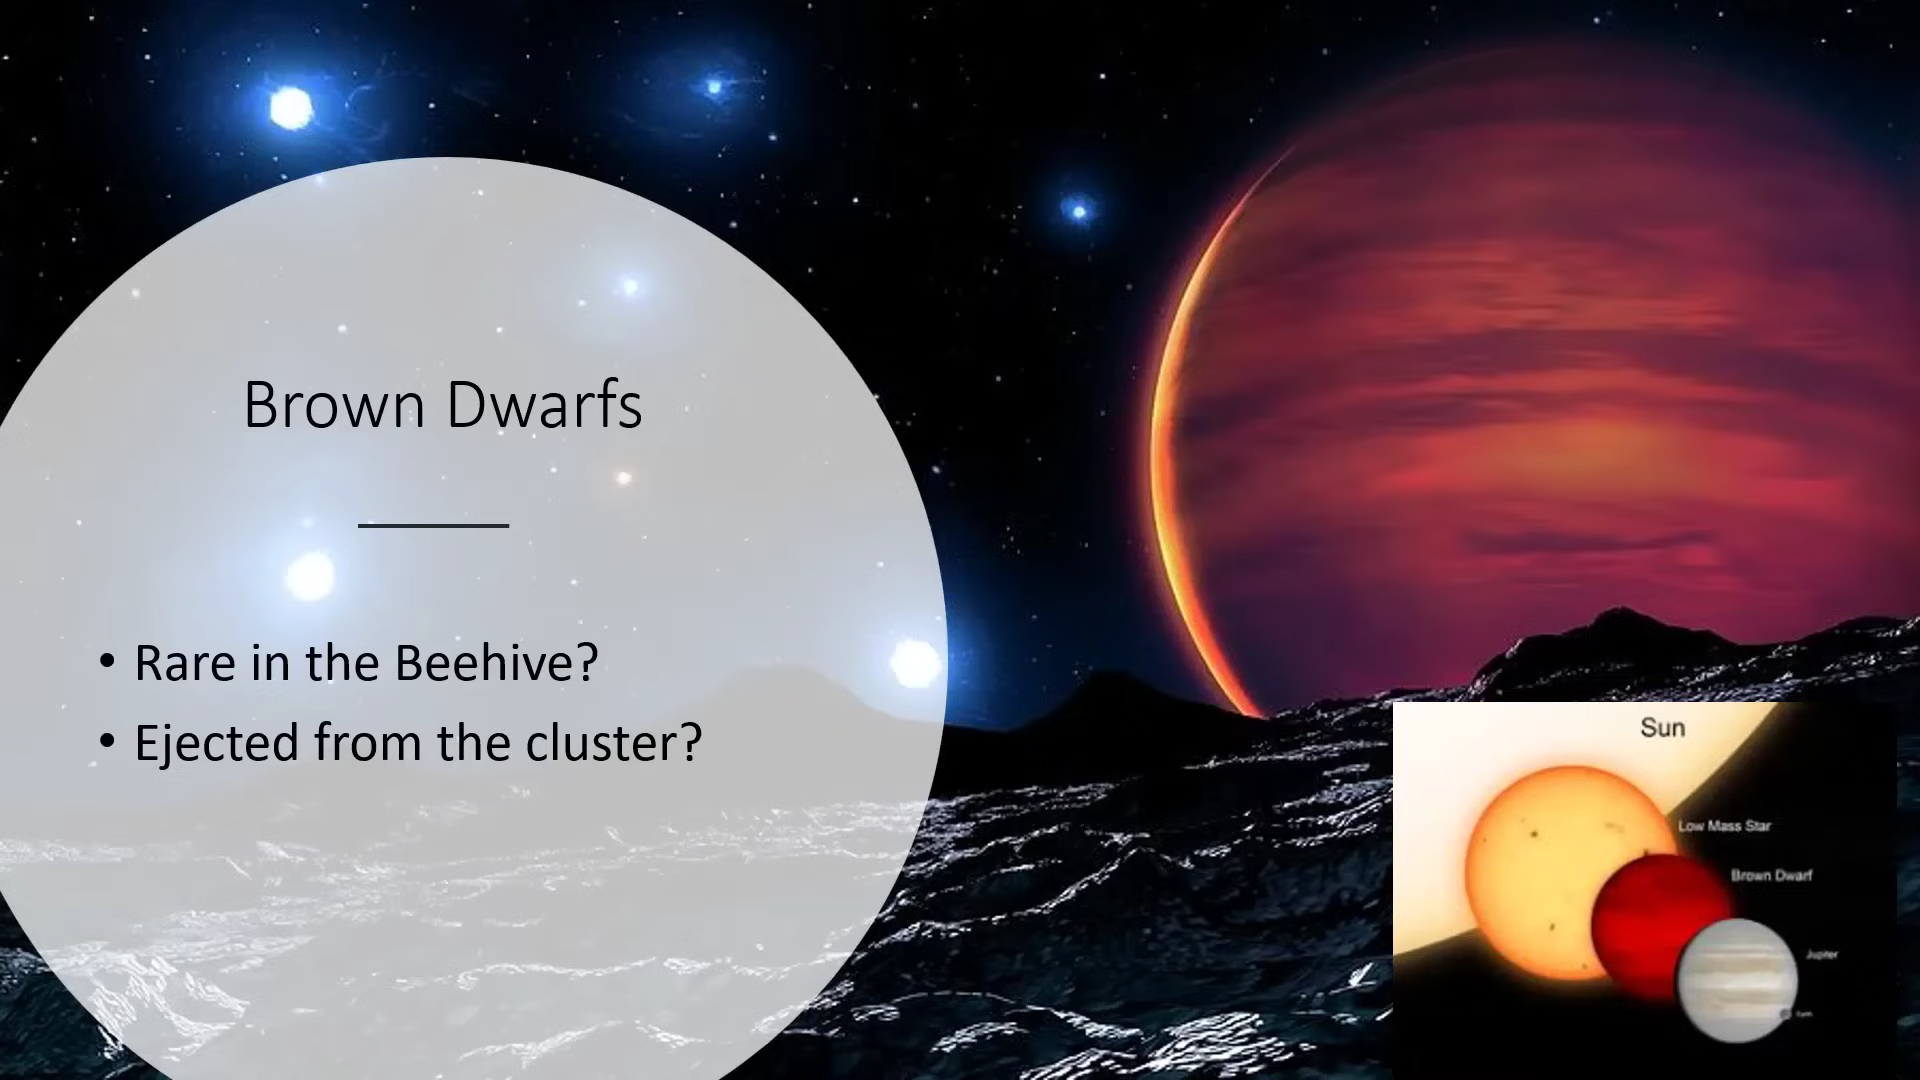 Brown Dwarfs
• Rare in the Beehive?
• Ejected from the cluster?
Sun
Low Mass Star
Brown Dwarf
Jupiter